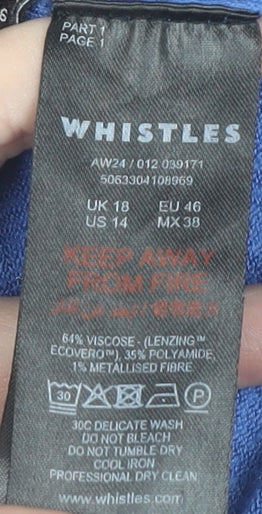 S
PART 1
PAGE 1
WHISTLES
AW24 / 012 039171
5063304108969
UK 18 EU 46
US 14 MX 38
KEEP AWAY
FROM FIRE
64% VISCOSE - (LENZING™
ECOVERO™), 35% POLYAMIDE,
1% METALLISED FIBRE
30 P
30C DELICATE WASH
DO NOT BLEACH
DO NOT TUMBLE DRY
COOL IRON
PROFESSIONAL DRY CLEAN
www.whistles.com